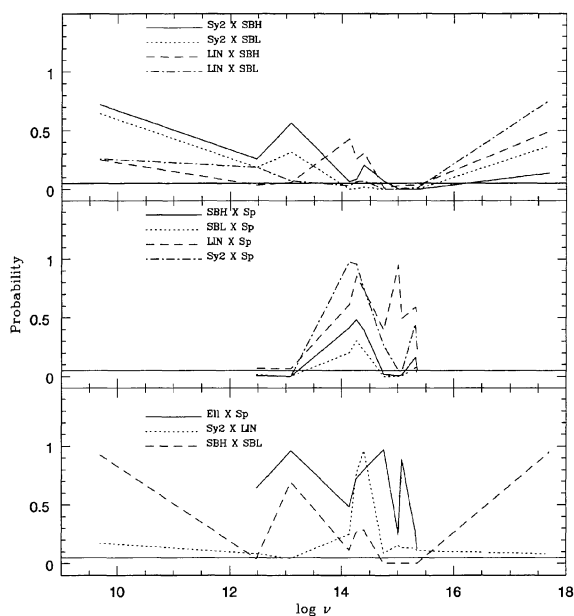 Sy2 X SBH
Sy2 X SBL
LIN X SBH
LIN X SBL
1
0.5
0
SBH X Sp
SBL X Sp
LIN X Sp
Sy2 X Sp
1
0.5
0
Probability
Ell X Sp
Sy2 X LIN
SBH X SBL
1
0.5
0
10 12 14 16 18
log ν